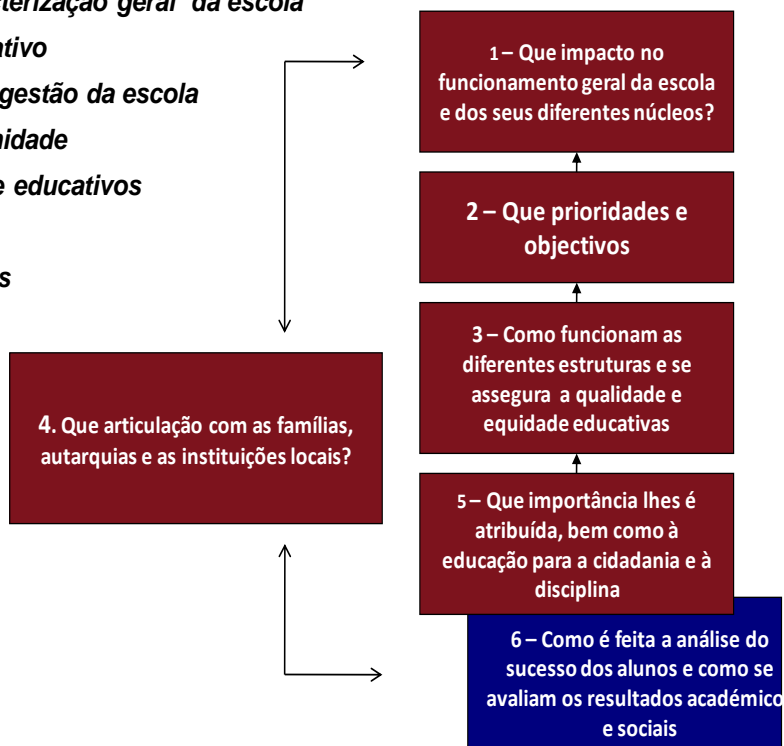 cterização geral da escola
ativo
gestão da escola
nidade
e educativos
s
1 – Que impacto no
funcionamento geral da escola
e dos seus diferentes núcleos?
2 – Que prioridades e
objectivos
3 – Como funcionam as
diferentes estruturas e se
assegura a qualidade e
equidade educativas
4. Que articulação com as famílias,
autarquias e as instituições locais?
5 – Que importância lhes é
atribuída, bem como à
educação para a cidadania e à
disciplina
6 – Como é feita a análise do
sucesso dos alunos e como se
avaliam os resultados académico
e sociais